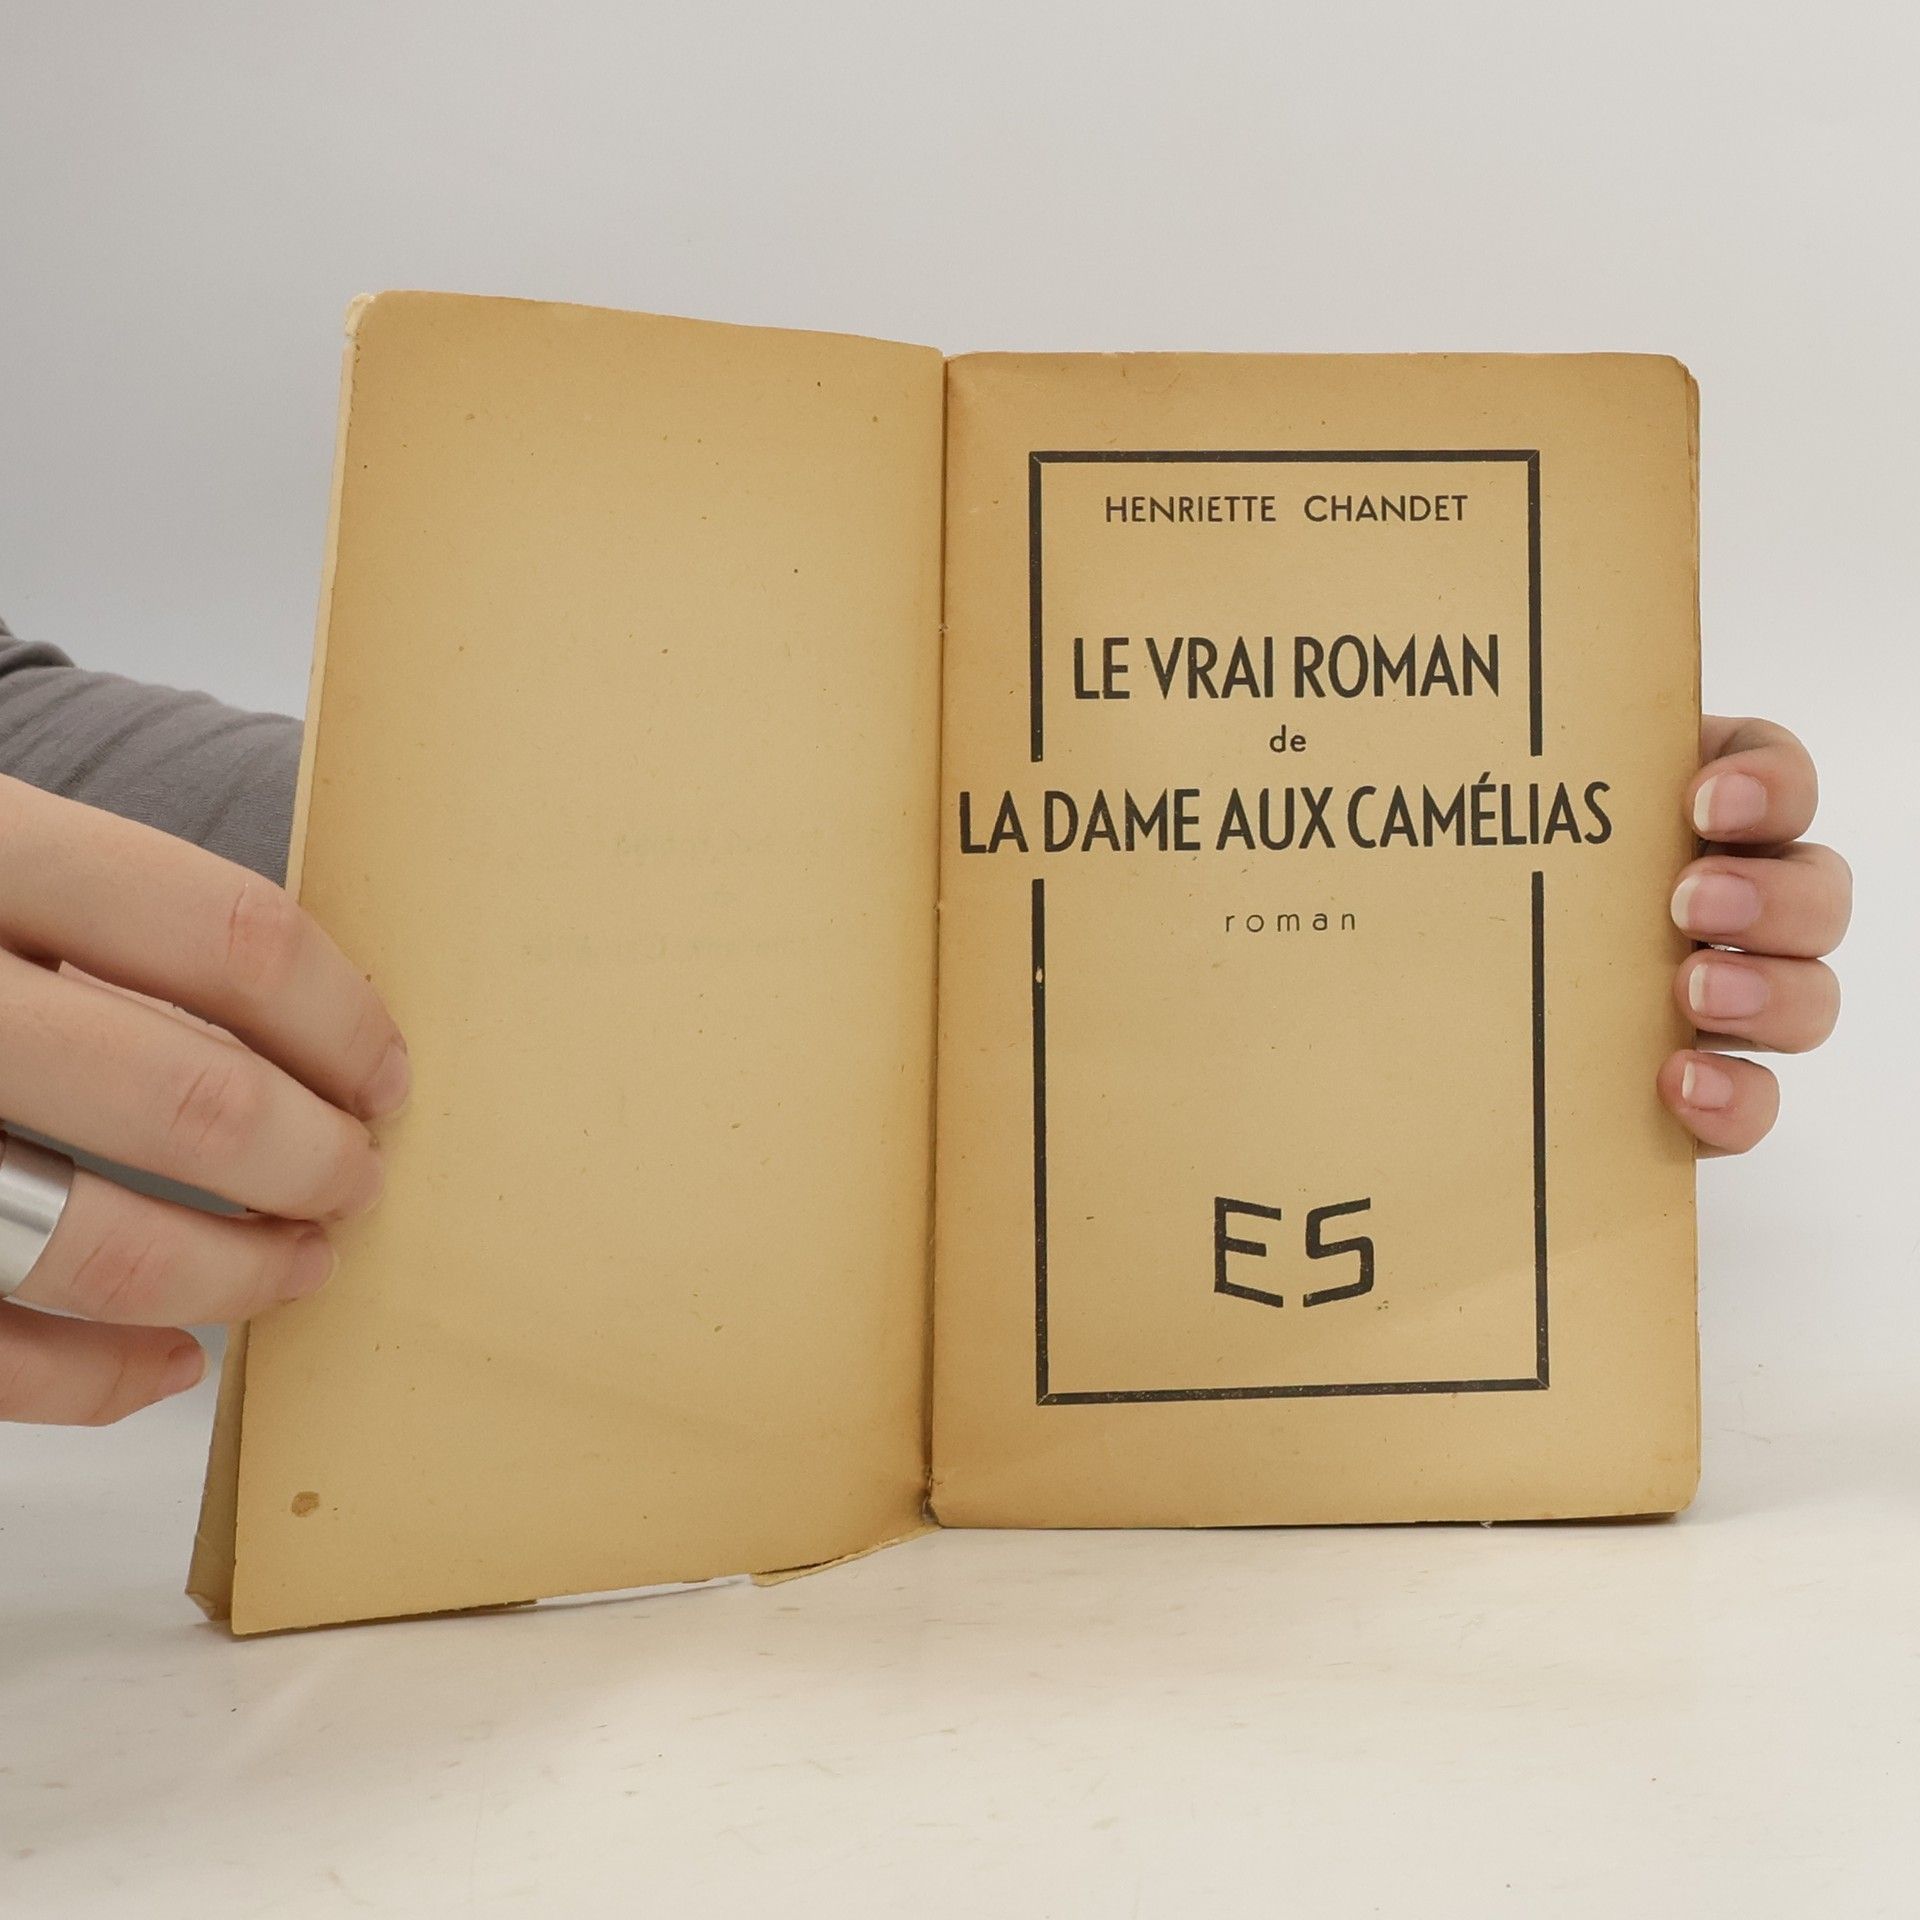 HENRIETTE CHANDET
LE VRAI ROMAN
de
LA DAME AUX CAMÉLIAS
roman
ES